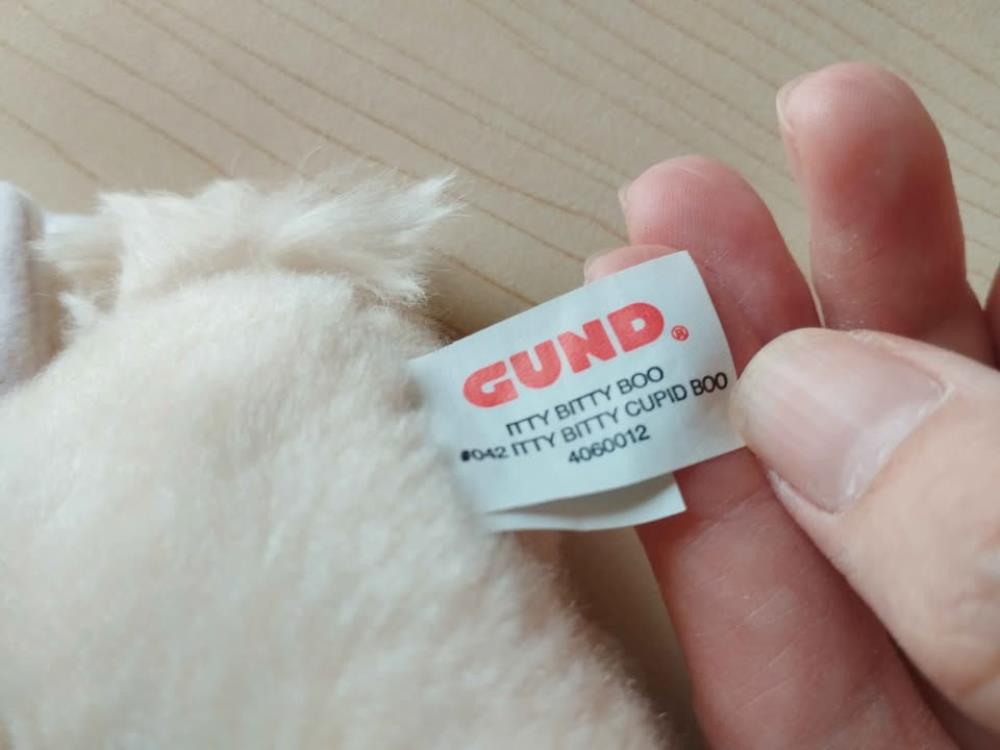 GUND®
ITTY BITTY BOO
#042 ITTY BITTY CUPID BOO
4060012